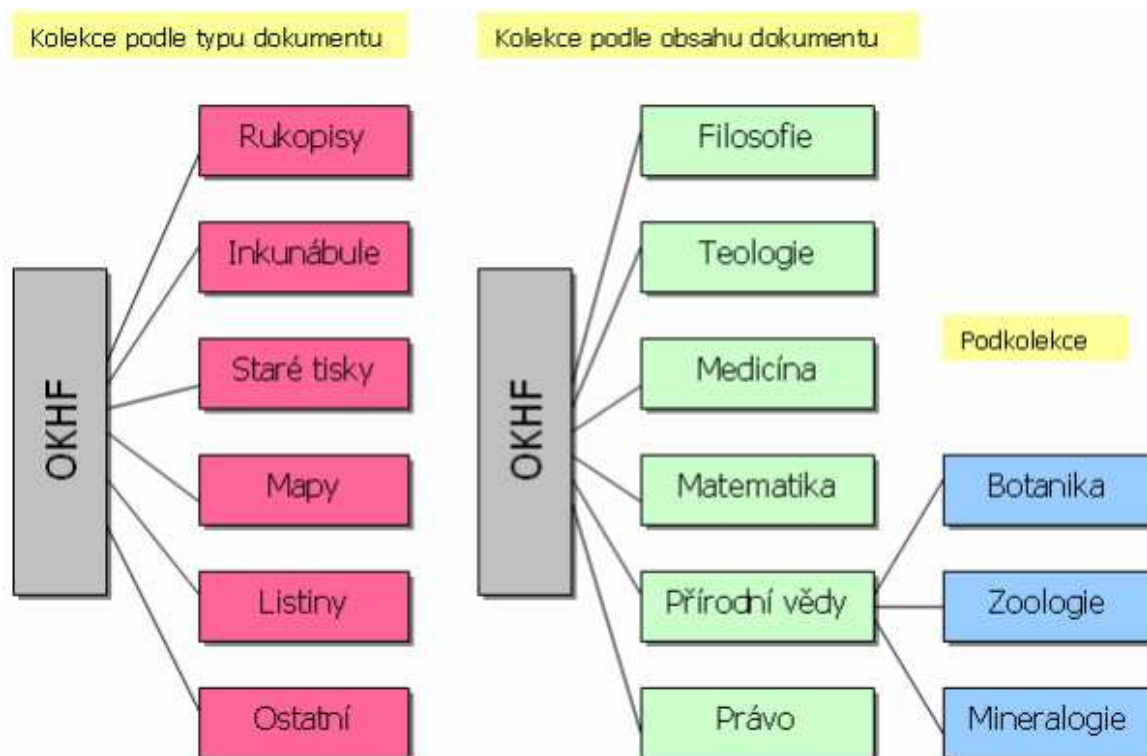 Kolekce podle typu dokumentu
Kolekce podle obsahu dokumentu
OKHF
Rukopisy
Inkunábule
Staré tisky
Mapy
Listiny
Ostatní
OKHF
Filosofie
Teologie
Medicína
Matematika
Přírodní vědy
Právo
Podkolekce
Botanika
Zoologie
Mineralogie